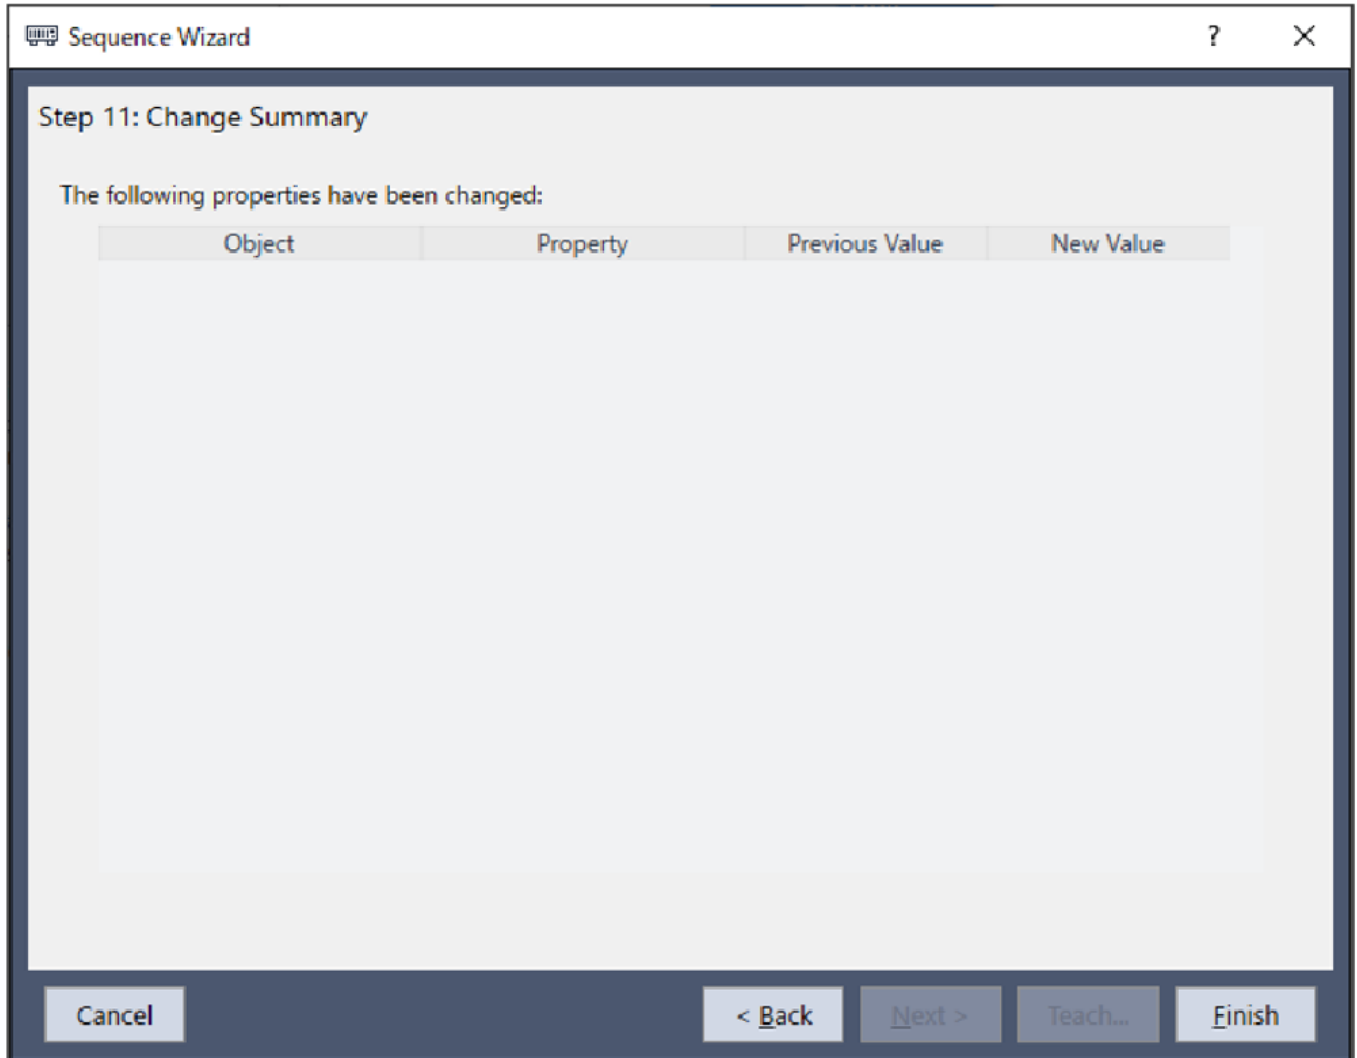 Sequence Wizard ?
Step 11: Change Summary
The following properties have been changed:
Object Property Previous Value New Value
Cancel < Back Next > Teach... Finish